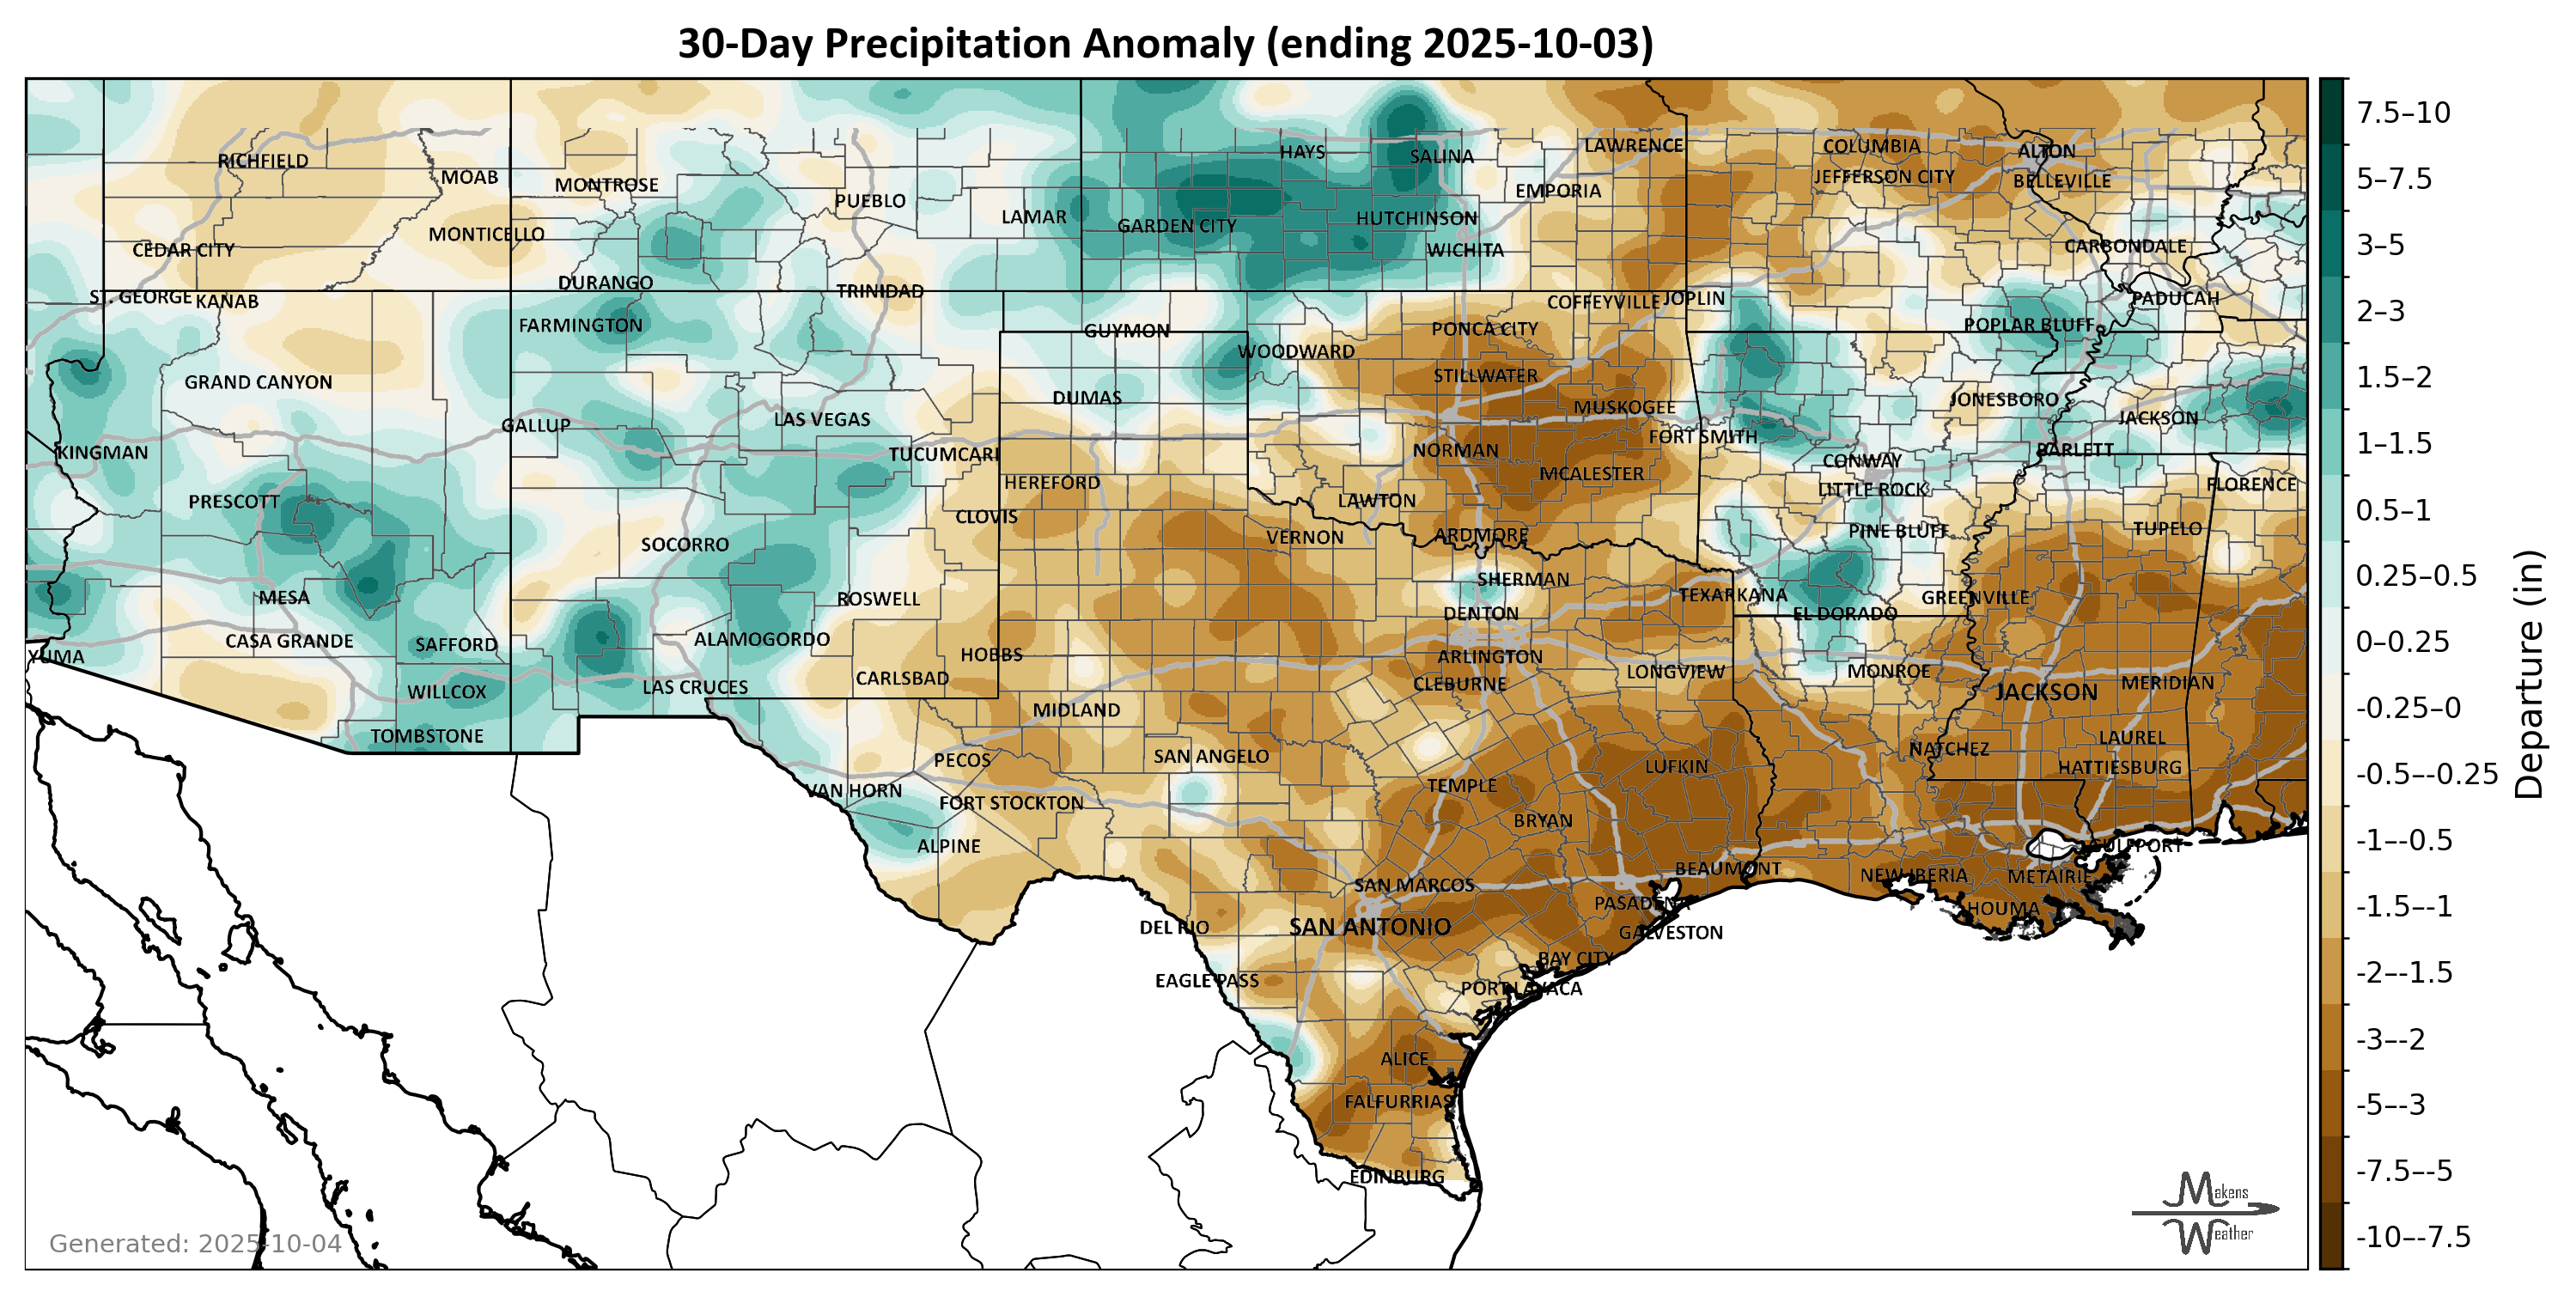 30-Day Precipitation Anomaly (ending 2025-10-03)
HAYS
SALINA
LAWRENCE
COLUMBIA
ALTON
RICHFIELD
MOAB
MONTROSE
JEFFERSON CITY
BELLEVILLE
EMPORIA
PUEBLO
LAMAR
GARDEN CITY
HUTCHINSON
MONTICELLO
CEDAR CITY
WICHITA
CARBONDALE
DURANGO
TRINIDAD
ST. GEORGE
KANAB
COFFEYVILLE
JOPLIN
PADUCAH
FARMINGTON
GUYMON
PONCA CITY
POPLAR BLUFF
WOODWARD
GRAND CANYON
STILLWATER
DUMAS
MUSKOGEE
JONESBORO
JACKSON
LAS VEGAS
GALLUP
FORT SMITH
KINGMAN
TUCUMCARI
NORMAN
BARLETT
CONWAY
MCALESTER
HEREFORD
LITTLE ROCK
FLORENCE
PRESCOTT
LAWTON
CLOVIS
PINE BLUFF
TUPELO
VERNON
ARDMORE
SOCORRO
SHERMAN
MESA
ROSWELL
TEXARKANA
GREENVILLE
DENTON
EL DORADO
CASA GRANDE
SAFFORD
ALAMOGORDO
YUMA
HOBBS
ARLINGTON
CARLSBAD
LONGVIEW
MONROE
CLEBURNE
WILLCOX
LAS CRUCES
JACKSON
MERIDIAN
MIDLAND
TOMBSTONE
LAUREL
NATCHEZ
PECOS
SAN ANGELO
LUFKIN
HATTIESBURG
TEMPLE
VAN HORN
FORT STOCKTON
BRYAN
ALPINE
GULFPORT
BEAUMONT
NEW IBERIA
METAIRIE
SAN MARCOS
PASADENA
HOUMA
DEL RIO
SAN ANTONIO
GALVESTON
BAY CITY
EAGLE PASS
PORT LAVACA
ALICE
FALFURRIAS
EDINBURG
Generated: 2025-10-04
Makens
Weather
7.5–10
5–7.5
3–5
2–3
1.5–2
1–1.5
0.5–1
0.25–0.5
0–0.25
-0.25–0
-0.5–-0.25
-1–-0.5
-1.5–-1
-2–-1.5
-3–-2
-5–-3
-7.5–-5
-10–-7.5
Departure (in)